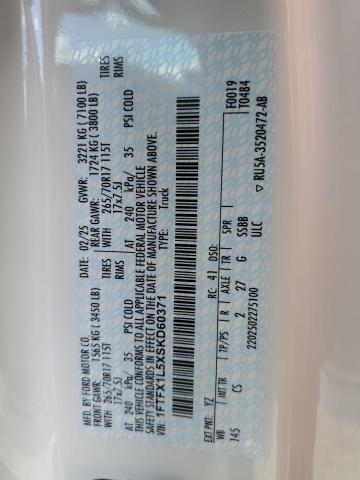 MFD. BY FORD MOTOR CO. DATE: 02/25 GVWR: 3221 KG ( 7100 LB)
FRONT GAWR: 1565 KG ( 3450 LB) REAR GAWR: 1724 KG ( 3800 LB)
WITH 265/70R17 115T TIRES WITH 265/70R17 115T TIRES
17x7.5J RIMS 17x7.5J RIMS
AT 240 kPa/ 35 PSI COLD AT 240 kPa/ 35 PSI COLD
THIS VEHICLE CONFORMS TO ALL APPLICABLE FEDERAL MOTOR VEHICLE
SAFETY STANDARDS IN EFFECT ON THE DATE OF MANUFACTURE SHOWN ABOVE.
VIN: 1FTFX1L5XSKD60371 Truck
F0019
T04B4
EXT PNT: YZ RC: 41 DSO:
WB INT TR TP/PS R AXLE TR SPR
145 CS 2 27 G SSBB
ULC
2202502275100
▽ RU5A-3520472-AB